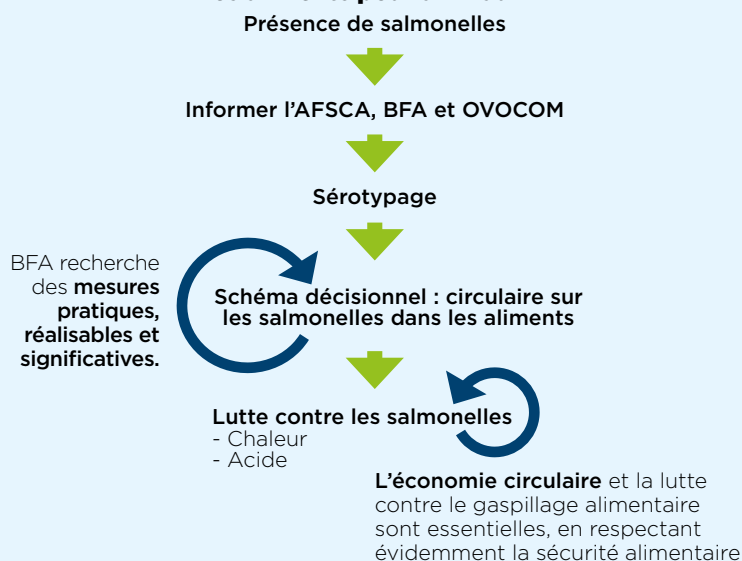 Présence de salmonelles
Informer l'AFSCA, BFA et OVOCOM
Sérotypage
BFA recherche
des mesures
pratiques,
réalisables et
significatives.
Schéma décisionnel : circulaire sur
les salmonelles dans les aliments
Lutte contre les salmonelles
- Chaleur
- Acide
L'économie circulaire et la lutte
contre le gaspillage alimentaire
sont essentielles, en respectant
évidemment la sécurité alimentaire